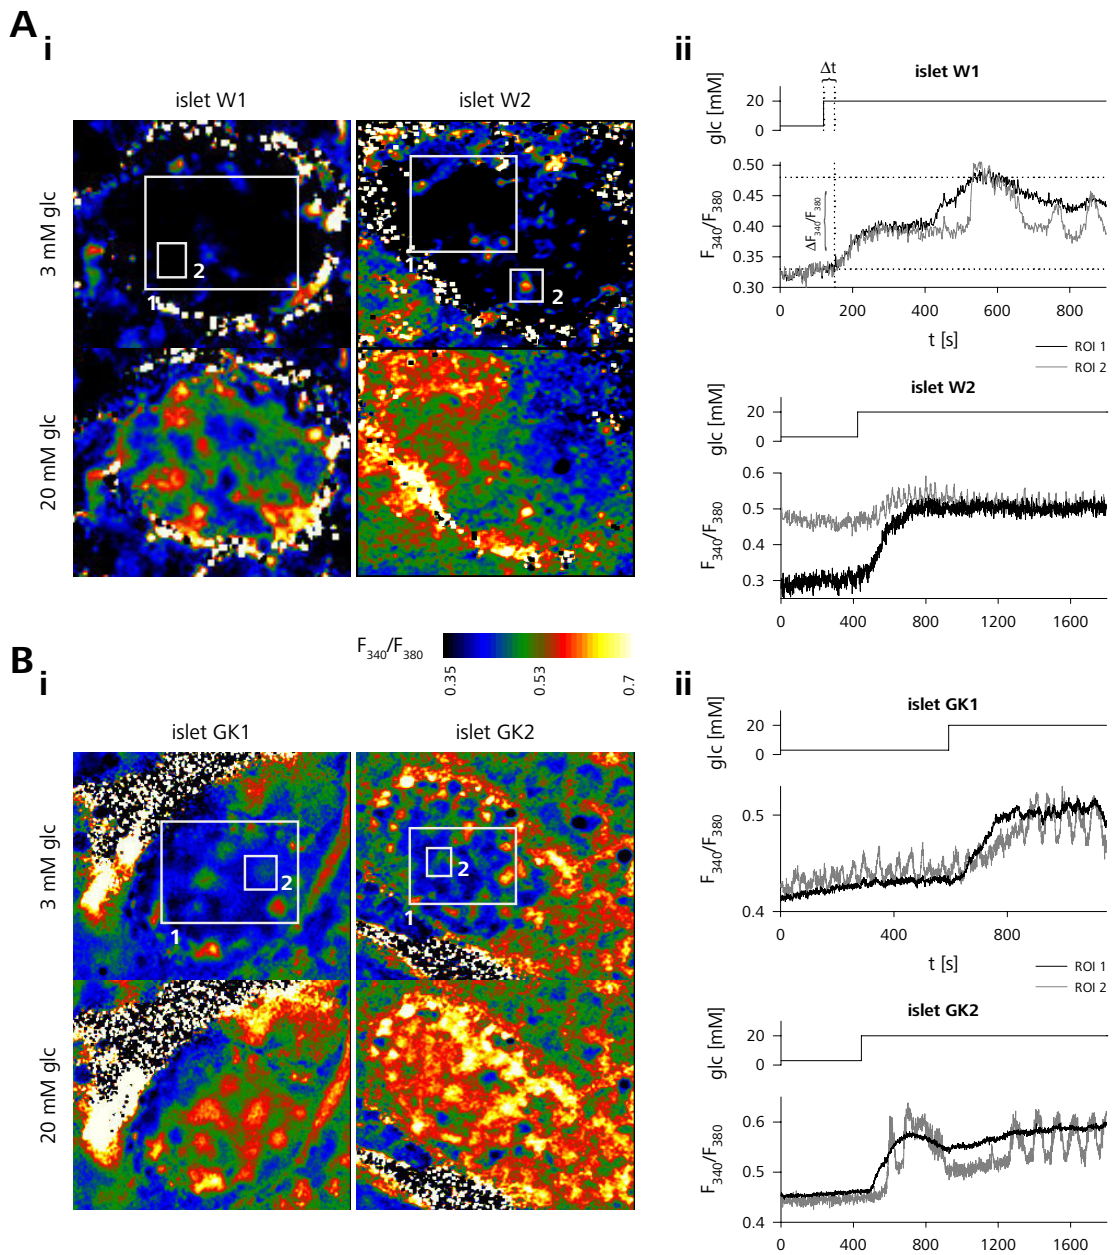 A
i
islet W1
islet W2
3 mM glc
1
2
1
2
20 mM glc
ii
Δt
islet W1
glc [mM]
20
0
F340/F380
0.50
0.45
0.40
0.35
0.30
ΔF340/F380
0 200 400 600 800
t [s]
ROI 1
ROI 2
islet W2
glc [mM]
20
0
F340/F380
0.6
0.5
0.4
0.3
0 400 800 1200 1600
F340/F380
0.35 0.53 0.7
B
i
islet GK1
islet GK2
3 mM glc
1
2
1
2
20 mM glc
ii
islet GK1
glc [mM]
20
0
F340/F380
0.5
0.4
0 400 800
t [s]
ROI 1
ROI 2
islet GK2
glc [mM]
20
0
F340/F380
0.6
0.5
0.4
0 400 800 1200 1600